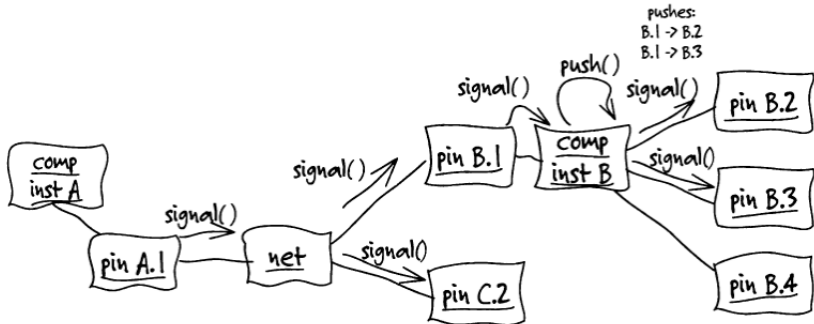 pushes:
B.1 -> B.2
B.1 -> B.3
push()
signal()
signal()
pin B.2
comp
inst A
signal()
pin B.1
comp
inst B
signal()
pin B.3
signal()
pin A.1
net
signal()
pin C.2
pin B.4